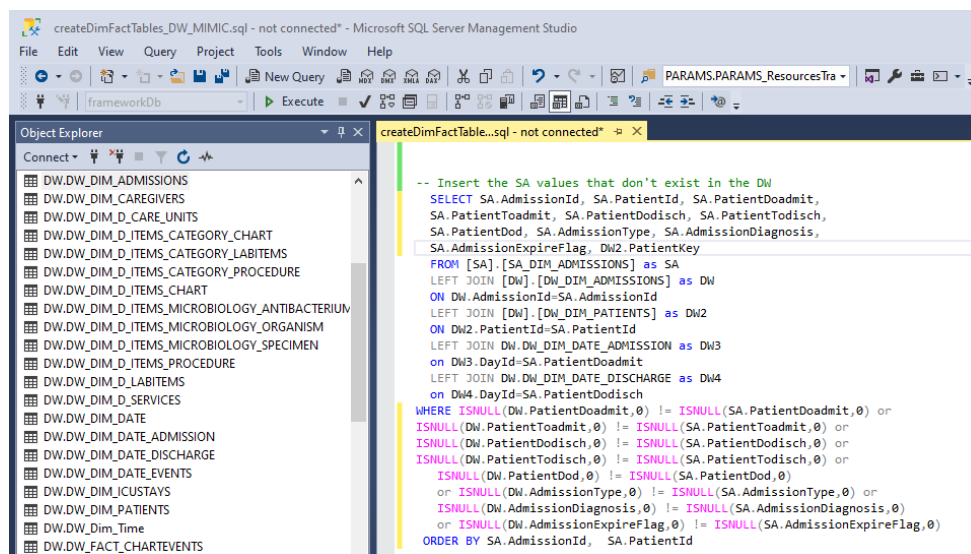 createDimFactTables_DW_MIMIC.sql - not connected* - Microsoft SQL Server Management Studio
File Edit View Query Project Tools Window Help
New Query MDX DMX XMLA DAX PARAMS.PARAMS_ResourcesTra
frameworkDb Execute
Object Explorer
createDimFactTable...sql - not connected*
Connect
DW.DW_DIM_ADMISSIONS
DW.DW_DIM_CAREGIVERS
DW.DW_DIM_D_CARE_UNITS
DW.DW_DIM_D_ITEMS_CATEGORY_CHART
DW.DW_DIM_D_ITEMS_CATEGORY_LABITEMS
DW.DW_DIM_D_ITEMS_CATEGORY_PROCEDURE
DW.DW_DIM_D_ITEMS_CHART
DW.DW_DIM_D_ITEMS_MICROBIOLOGY_ANTIBACTERIUM
DW.DW_DIM_D_ITEMS_MICROBIOLOGY_ORGANISM
DW.DW_DIM_D_ITEMS_MICROBIOLOGY_SPECIMEN
DW.DW_DIM_D_ITEMS_PROCEDURE
DW.DW_DIM_D_LABITEMS
DW.DW_DIM_D_SERVICES
DW.DW_DIM_DATE
DW.DW_DIM_DATE_ADMISSION
DW.DW_DIM_DATE_DISCHARGE
DW.DW_DIM_DATE_EVENTS
DW.DW_DIM_ICUSTAYS
DW.DW_DIM_PATIENTS
DW.DW_Dim_Time
DW.DW_FACT_CHARTEVENTS
-- Insert the SA values that don't exist in the DW
SELECT SA.AdmissionId, SA.PatientId, SA.PatientDoadmit,
SA.PatientToadmit, SA.PatientDodisch, SA.PatientTodisch,
SA.PatientDod, SA.AdmissionType, SA.AdmissionDiagnosis,
SA.AdmissionExpireFlag, DW2.PatientKey
FROM [SA].[SA_DIM_ADMISSIONS] as SA
LEFT JOIN [DW].[DW_DIM_ADMISSIONS] as DW
ON DW.AdmissionId=SA.AdmissionId
LEFT JOIN [DW].[DW_DIM_PATIENTS] as DW2
ON DW2.PatientId=SA.PatientId
LEFT JOIN DW.DW_DIM_DATE_ADMISSION as DW3
on DW3.DayId=SA.PatientDoadmit
LEFT JOIN DW.DW_DIM_DATE_DISCHARGE as DW4
on DW4.DayId=SA.PatientDodisch
WHERE ISNULL(DW.PatientDoadmit,0) != ISNULL(SA.PatientDoadmit,0) or
ISNULL(DW.PatientToadmit,0) != ISNULL(SA.PatientToadmit,0) or
ISNULL(DW.PatientDodisch,0) != ISNULL(SA.PatientDodisch,0) or
ISNULL(DW.PatientTodisch,0) != ISNULL(SA.PatientTodisch,0) or
ISNULL(DW.PatientDod,0) != ISNULL(SA.PatientDod,0)
or ISNULL(DW.AdmissionType,0) != ISNULL(SA.AdmissionType,0) or
ISNULL(DW.AdmissionDiagnosis,0) != ISNULL(SA.AdmissionDiagnosis,0)
or ISNULL(DW.AdmissionExpireFlag,0) != ISNULL(SA.AdmissionExpireFlag,0)
ORDER BY SA.AdmissionId, SA.PatientId